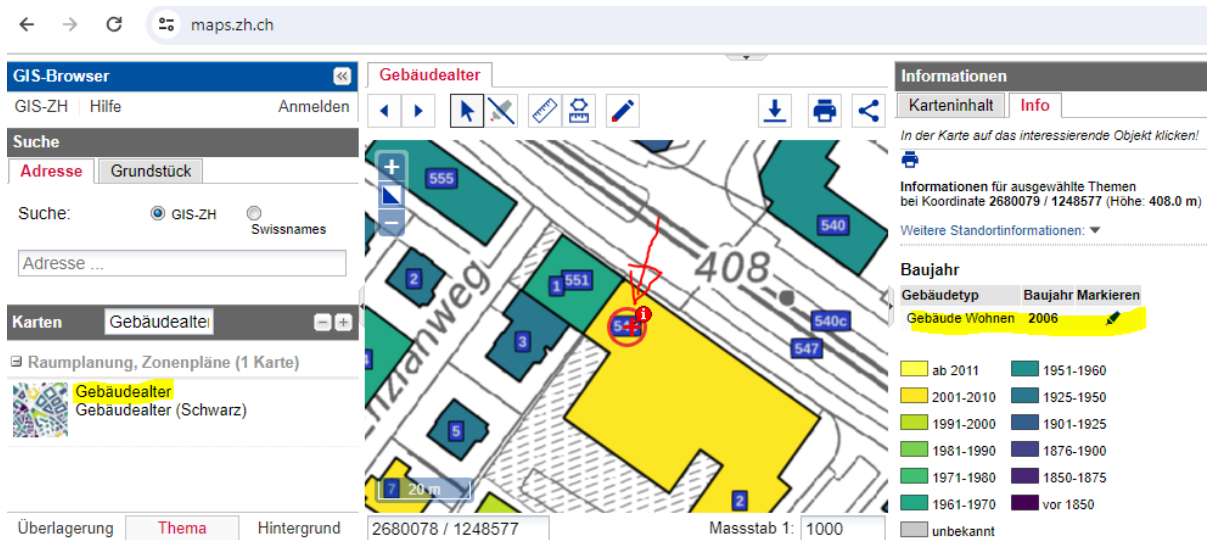 maps.zh.ch
GIS-Browser
GIS-ZH Hilfe Anmelden
Suche
Adresse Grundstück
Suche: GIS-ZH Swissnames
Adresse ...
Karten Gebäudealter
Raumplanung, Zonenpläne (1 Karte)
Gebäudealter
Gebäudealter (Schwarz)
Überlagerung Thema Hintergrund
Gebäudealter
555
540
408
2
1 551
540c
547
3
5
7
2
20 m
2680078 / 1248577 Massstab 1: 1000
Informationen
Karteninhalt Info
In der Karte auf das interessierende Objekt klicken!
Informationen für ausgewählte Themen
bei Koordinate 2680079 / 1248577 (Höhe: 408.0 m)
Weitere Standortinformationen:
Baujahr
Gebäudetyp Baujahr Markieren
Gebäude Wohnen 2006
ab 2011 1951-1960
2001-2010 1925-1950
1991-2000 1901-1925
1981-1990 1876-1900
1971-1980 1850-1875
1961-1970 vor 1850
unbekannt